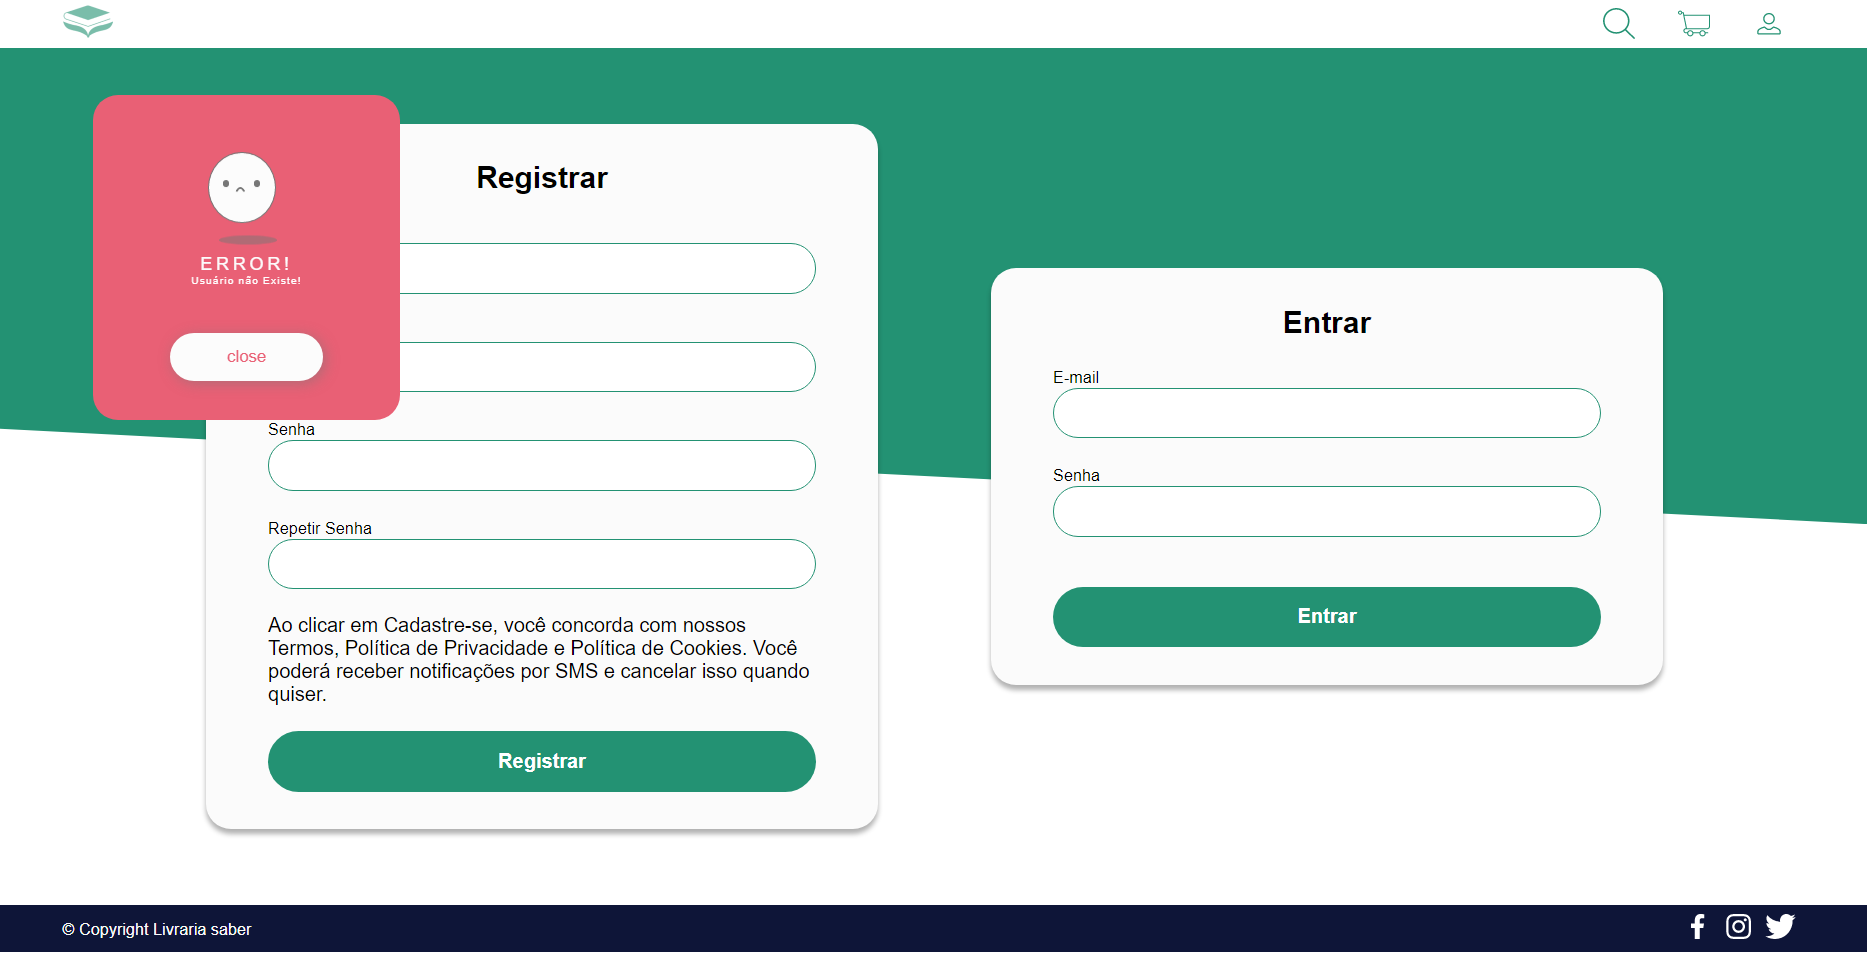 ERROR!
Usuário não Existe!
close
Registrar
Senha
Repetir Senha
Ao clicar em Cadastre-se, você concorda com nossos
Termos, Política de Privacidade e Política de Cookies. Você
poderá receber notificações por SMS e cancelar isso quando
quiser.
Registrar
Entrar
E-mail
Senha
Entrar
© Copyright Livraria saber